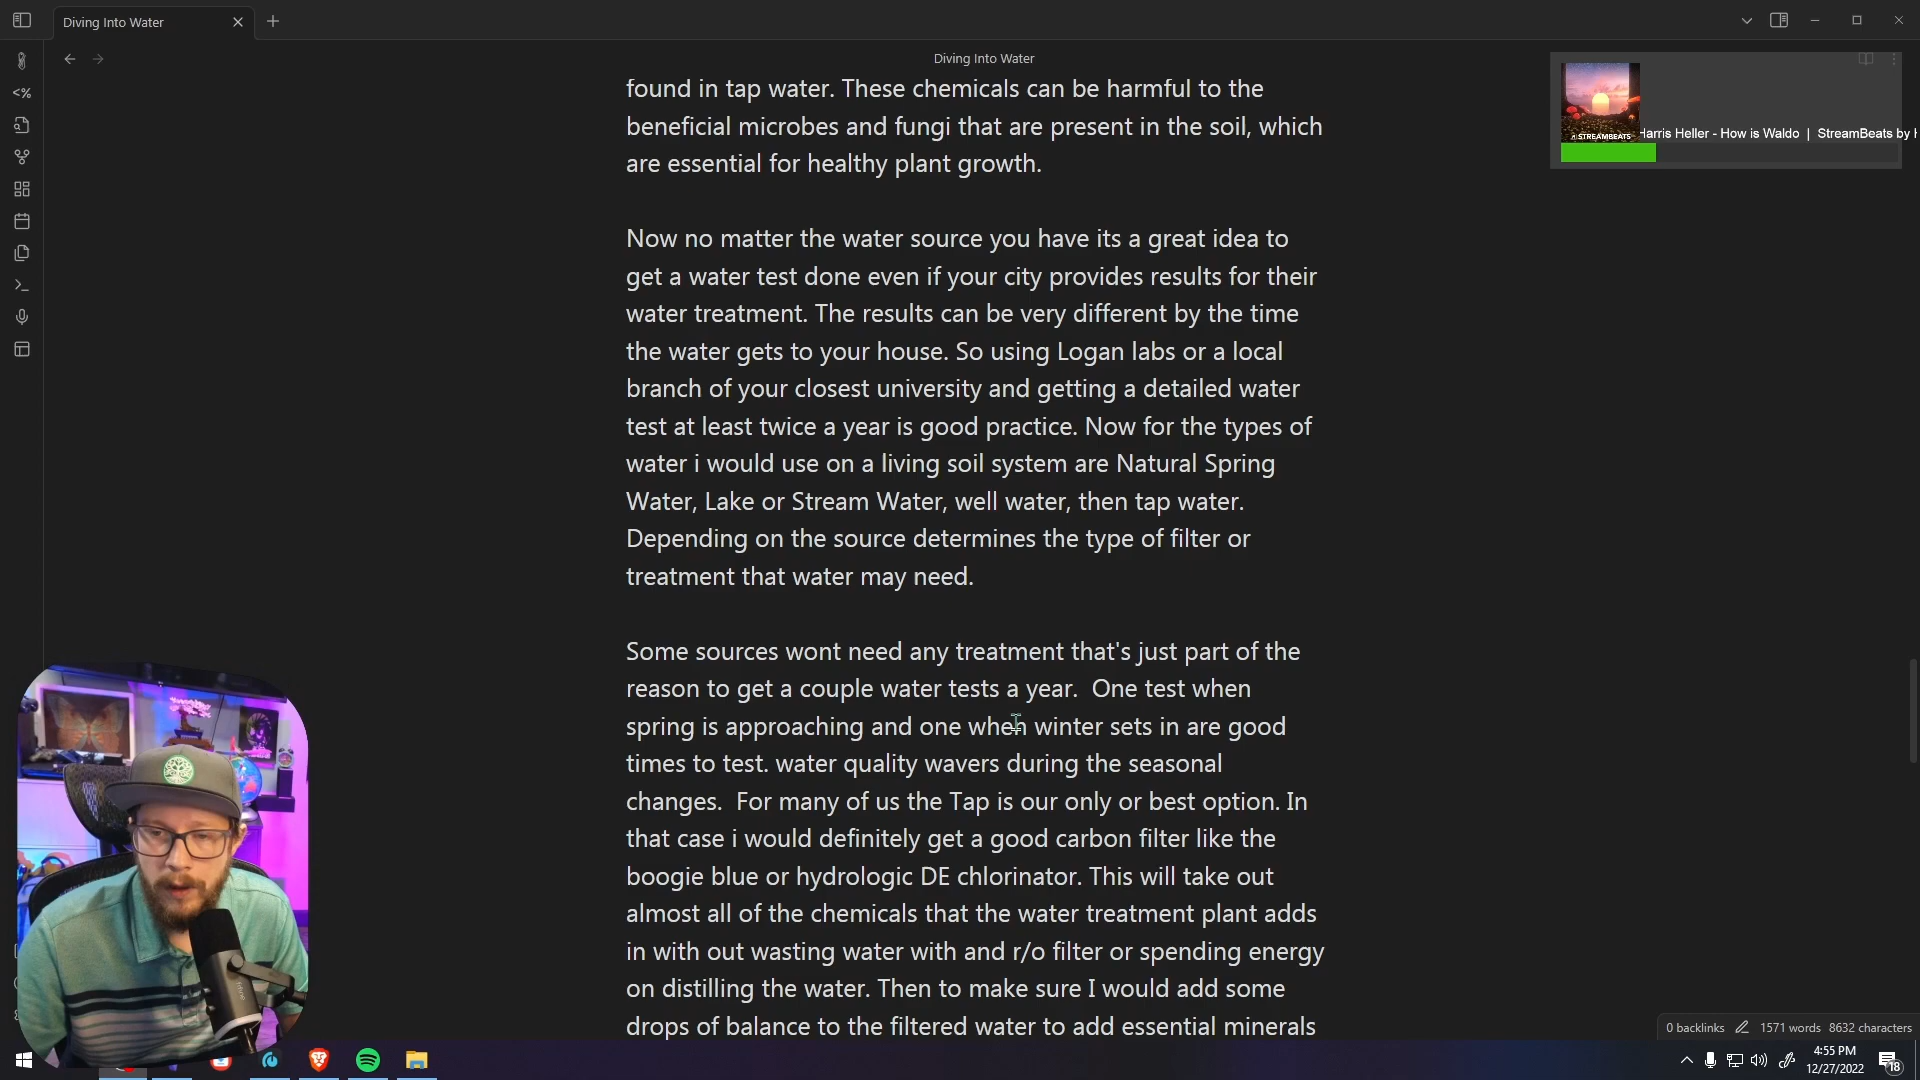 Diving Into Water
Diving Into Water
found in tap water. These chemicals can be harmful to the
beneficial microbes and fungi that are present in the soil, which
are essential for healthy plant growth.
STREAMBEATS
Harris Heller - How is Waldo | StreamBeats by H
Now no matter the water source you have its a great idea to
get a water test done even if your city provides results for their
water treatment. The results can be very different by the time
the water gets to your house. So using Logan labs or a local
branch of your closest university and getting a detailed water
test at least twice a year is good practice. Now for the types of
water i would use on a living soil system are Natural Spring
Water, Lake or Stream Water, well water, then tap water.
Depending on the source determines the type of filter or
treatment that water may need.
Some sources wont need any treatment that's just part of the
reason to get a couple water tests a year.  One test when
spring is approaching and one when winter sets in are good
times to test. water quality wavers during the seasonal
changes.  For many of us the Tap is our only or best option. In
that case i would definitely get a good carbon filter like the
boogie blue or hydrologic DE chlorinator. This will take out
almost all of the chemicals that the water treatment plant adds
in with out wasting water with and r/o filter or spending energy
on distilling the water. Then to make sure I would add some
drops of balance to the filtered water to add essential minerals
0 backlinks 1571 words 8632 characters
4:55 PM
12/27/2022
18